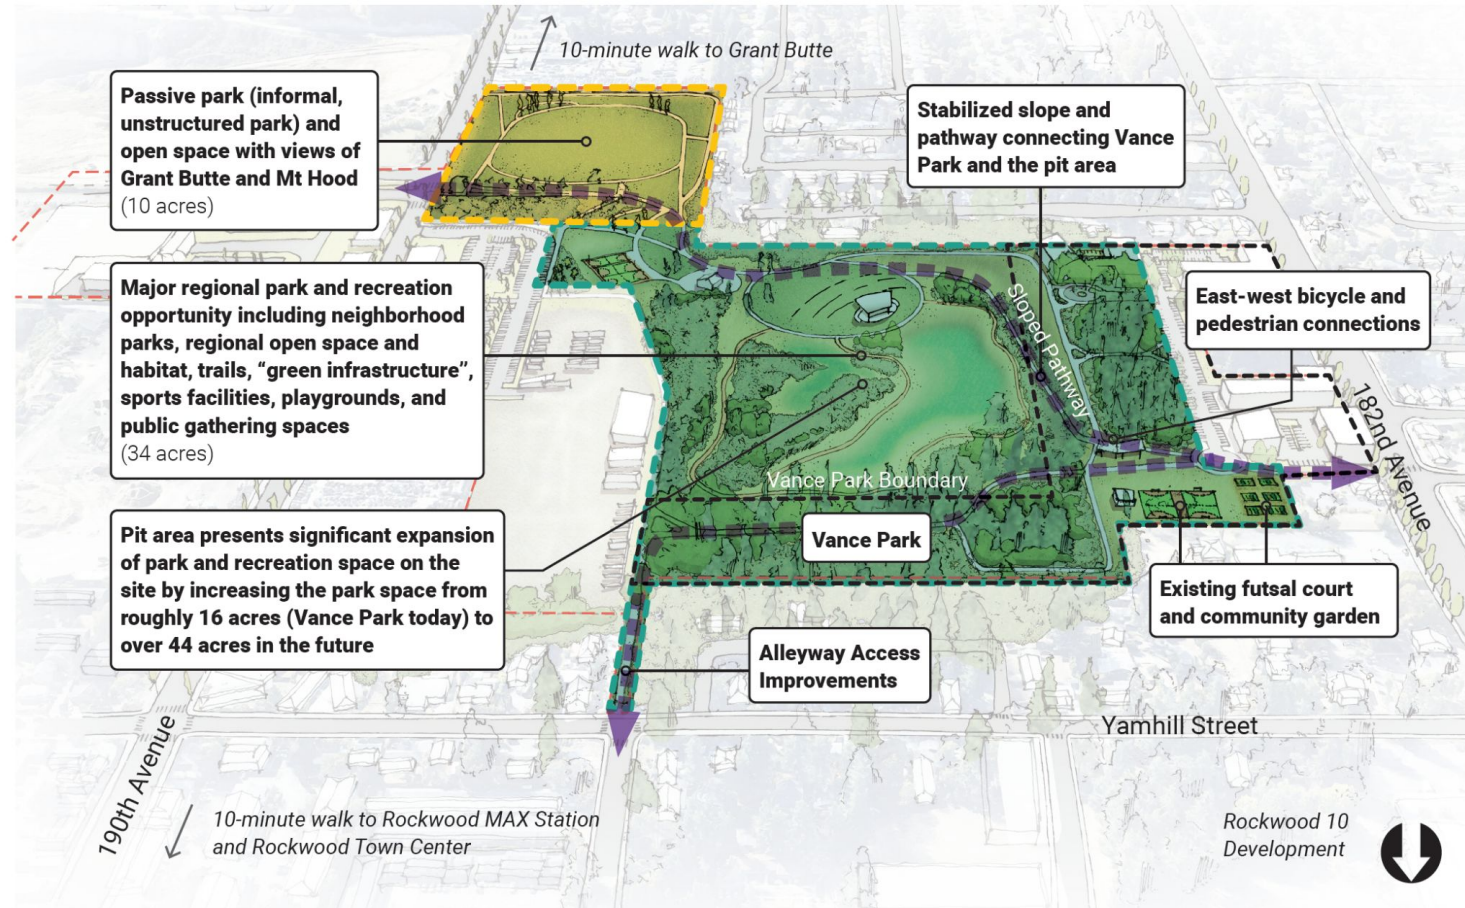 10-minute walk to Grant Butte
Passive park (informal,
unstructured park) and
open space with views of
Grant Butte and Mt Hood
(10 acres)
Stabilized slope and
pathway connecting Vance
Park and the pit area
Major regional park and recreation
opportunity including neighborhood
parks, regional open space and
habitat, trails, “green infrastructure”,
sports facilities, playgrounds, and
public gathering spaces
(34 acres)
East-west bicycle and
pedestrian connections
Sloped Pathway
182nd Avenue
Vance Park Boundary
Pit area presents significant expansion
of park and recreation space on the
site by increasing the park space from
roughly 16 acres (Vance Park today) to
over 44 acres in the future
Vance Park
Existing futsal court
and community garden
Alleyway Access
Improvements
Yamhill Street
190th Avenue
10-minute walk to Rockwood MAX Station
and Rockwood Town Center
Rockwood 10
Development